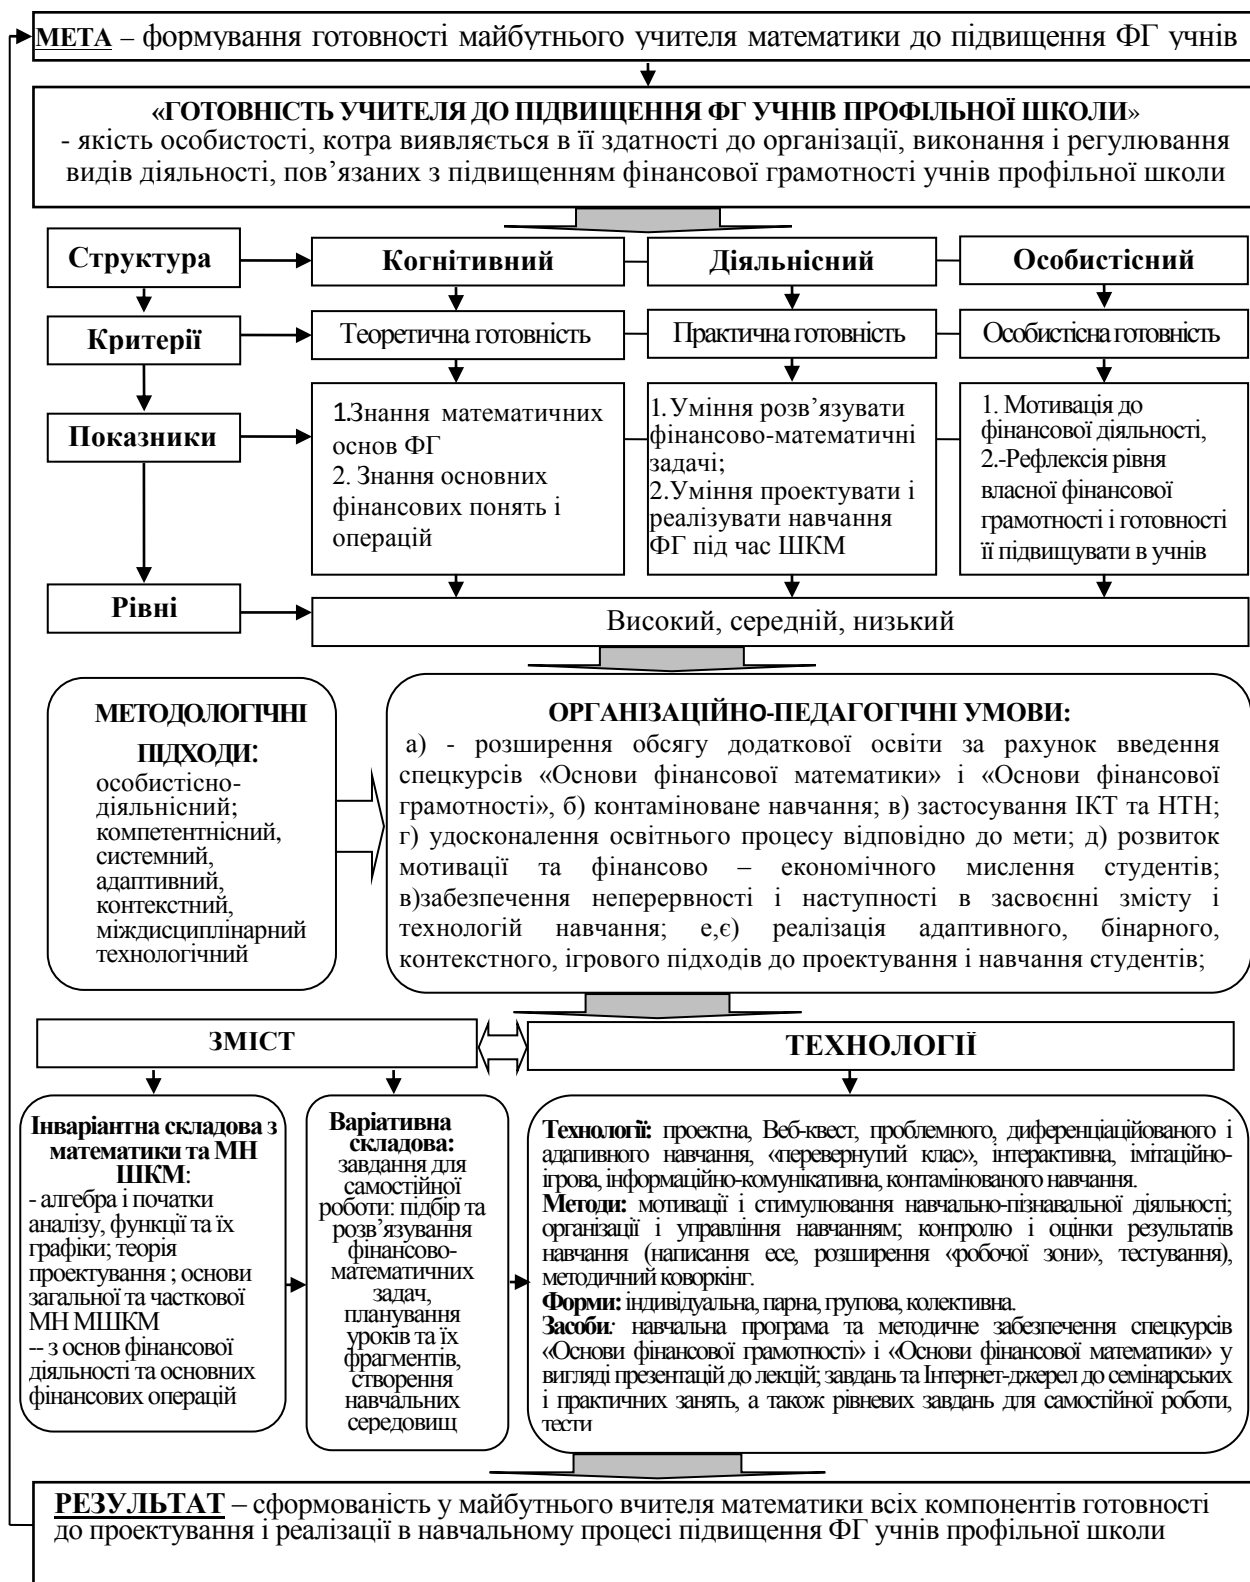 МЕТА – формування готовності майбутнього учителя математики до підвищення ФГ учнів
«ГОТОВНІСТЬ УЧИТЕЛЯ ДО ПІДВИЩЕННЯ ФГ УЧНІВ ПРОФІЛЬНОЇ ШКОЛИ»
- якість особистості, котра виявляється в її здатності до організації, виконання і регулювання
видів діяльності, пов’язаних з підвищенням фінансової грамотності учнів профільної школи
Структура
Когнітивний
Діяльнісний
Особистісний
Критерії
Теоретична готовність
Практична готовність
Особистісна готовність
Показники
1.Знання математичних
основ ФГ
2. Знання основних
фінансових понять і
операцій
1.Уміння розв’язувати
фінансово-математичні
задачі;
2.Уміння проектувати і
реалізувати навчання
ФГ під час ШКМ
1. Мотивація до
фінансової діяльності,
2.-Рефлексія рівня
власної фінансової
грамотності і готовності
її підвищувати в учнів
Рівні
Високий, середній, низький
МЕТОДОЛОГІЧНІ
ПІДХОДИ:
особистісно-
діяльнісний;
компетентнісний,
системний,
адаптивний,
контекстний,
міждисциплінарний
технологічний
ОРГАНІЗАЦІЙНО-ПЕДАГОГІЧНІ УМОВИ:
а) - розширення обсягу додаткової освіти за рахунок введення
спецкурсів «Основи фінансової математики» і «Основи фінансової
грамотності», б) контаміноване навчання; в) застосування ІКТ та НТН;
г) удосконалення освітнього процесу відповідно до мети; д) розвиток
мотивації та фінансово – економічного мислення студентів;
в)забезпечення неперервності і наступності в засвоєнні змісту і
технологій навчання; е,є) реалізація адаптивного, бінарного,
контекстного, ігрового підходів до проектування і навчання студентів;
ЗМІСТ
ТЕХНОЛОГІЇ
Інваріантна складова з
математики та МН
ШКМ:
- алгебра і початки
аналізу, функції та їх
графіки; теорія
проектування ; основи
загальної та часткової
МН МШКМ
-- з основ фінансової
діяльності та основних
фінансових операцій
Варіативна
складова:
завдання для
самостійної
роботи: підбір та
розв’язування
фінансово-
математичних
задач,
планування
уроків та їх
фрагментів,
створення
навчальних
середовищ
Технології: проектна, Веб-квест, проблемного, диференціаційованого і
адапивного навчання, «перевернутий клас», інтерактивна, імітаційно-
ігрова, інформаційно-комунікативна, контамінованого навчання.
Методи: мотивації і стимулювання навчально-пізнавальної діяльності;
організації і управління навчанням; контролю і оцінки результатів
навчання (написання есе, розширення «робочої зони», тестування),
методичний коворкінг.
Форми: індивідуальна, парна, групова, колективна.
Засоби: навчальна програма та методичне забезпечення спецкурсів
«Основи фінансової грамотності» і «Основи фінансової математики» у
вигляді презентацій до лекцій; завдань та Інтернет-джерел до семінарських
і практичних занять, а також рівневих завдань для самостійної роботи,
тести
РЕЗУЛЬТАТ – сформованість у майбутнього вчителя математики всіх компонентів готовності
до проектування і реалізації в навчальному процесі підвищення ФГ учнів профільної школи